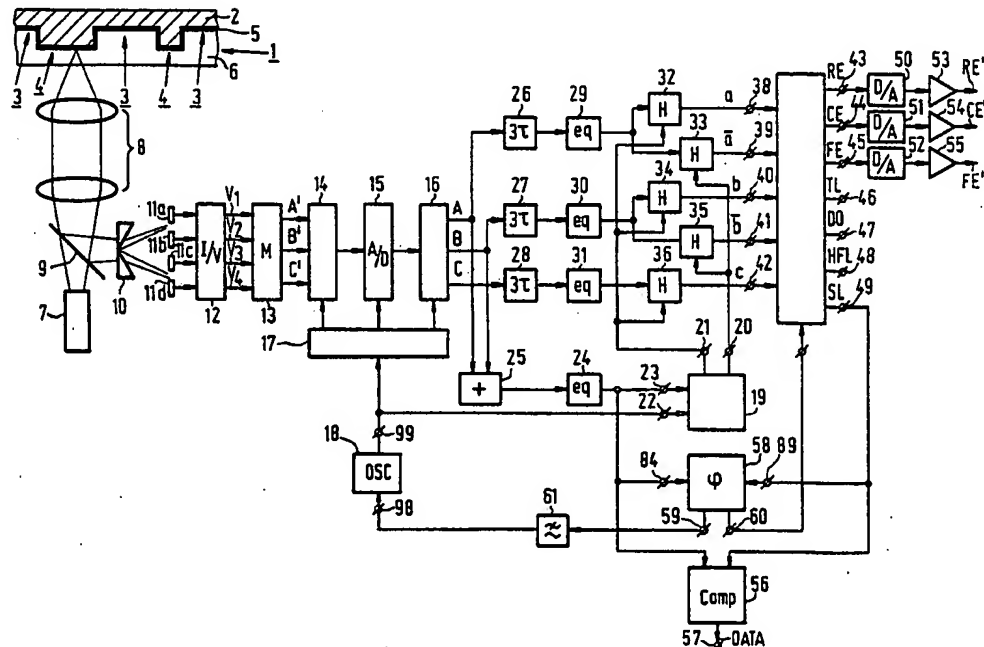 2
5
1
6
3 4 3 4 3
8
9
7
10
11a
11b
11c
11d
I/V
12
V1
V2
V3
V4
M
13
A'
B'
C'
14
15
A/D
16
A
B
C
17
18
OSC
99
98
25
+
24
eq
26
3τ
29
eq
27
3τ
30
eq
28
3τ
31
eq
32
H
33
H
34
H
35
H
36
H
a
38
a̅
39
b
40
b̅
41
c
42
21
20
23
22
19
84
58
φ
89
59
60
61
≈
Comp
56
57
DATA
RE
43
CE
44
FE
45
TL
46
DO
47
HFL
48
SL
49
D/A
50
D/A
51
D/A
52
53
RE'
54
CE'
55
FE'